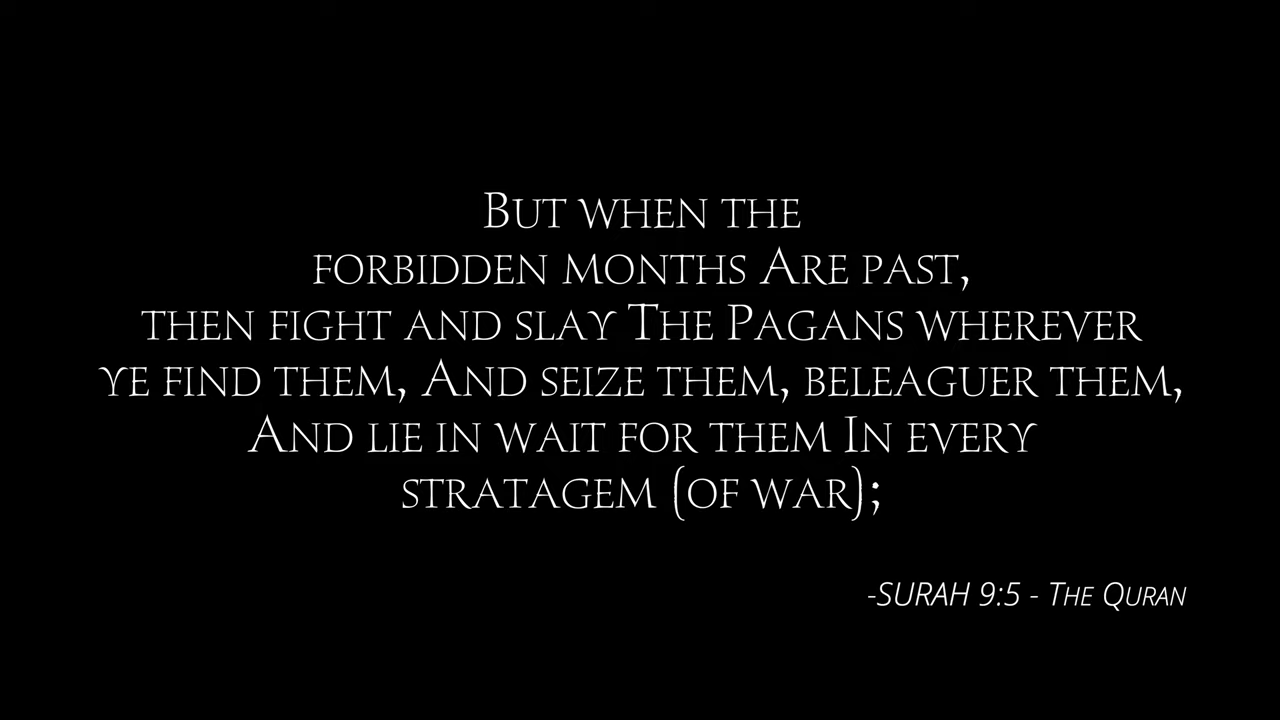 But when the
forbidden months Are past,
then fight and slay The Pagans wherever
ye find them, And seize them, beleaguer them,
And lie in wait for them In every
stratagem (of war);
-SURAH 9:5 - The Quran